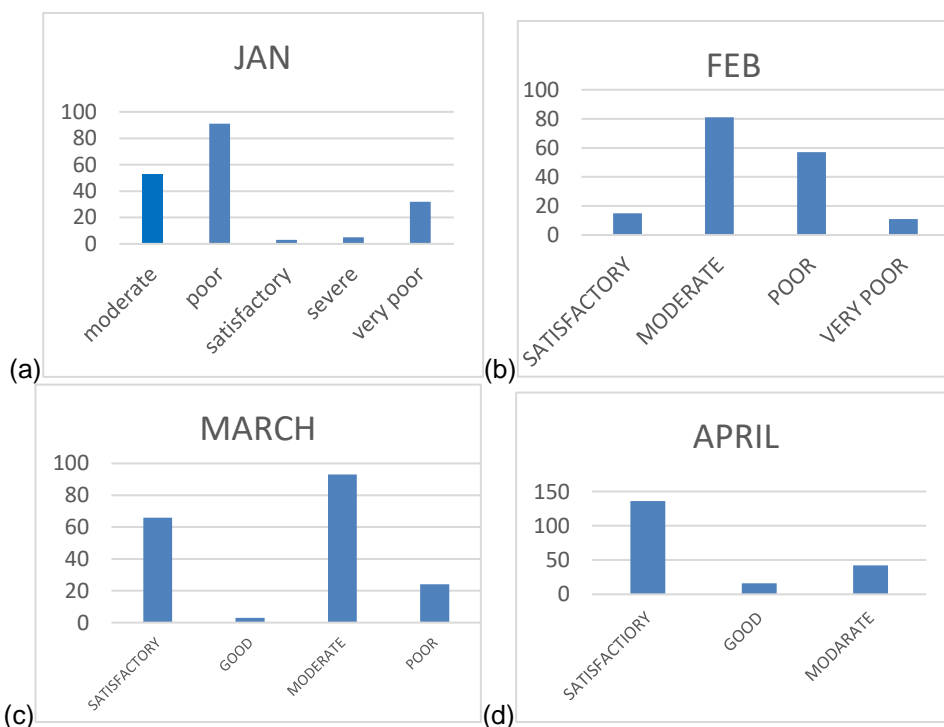 JAN
100
80
60
40
20
0
moderate
poor
satisfactory
severe
very poor
(a)
FEB
100
80
60
40
20
0
SATISFACTORY
MODERATE
POOR
VERY POOR
(b)
MARCH
100
80
60
40
20
0
SATISFACTORY
GOOD
MODERATE
POOR
(c)
APRIL
150
100
50
0
SATISFACTIORY
GOOD
MODARATE
(d)